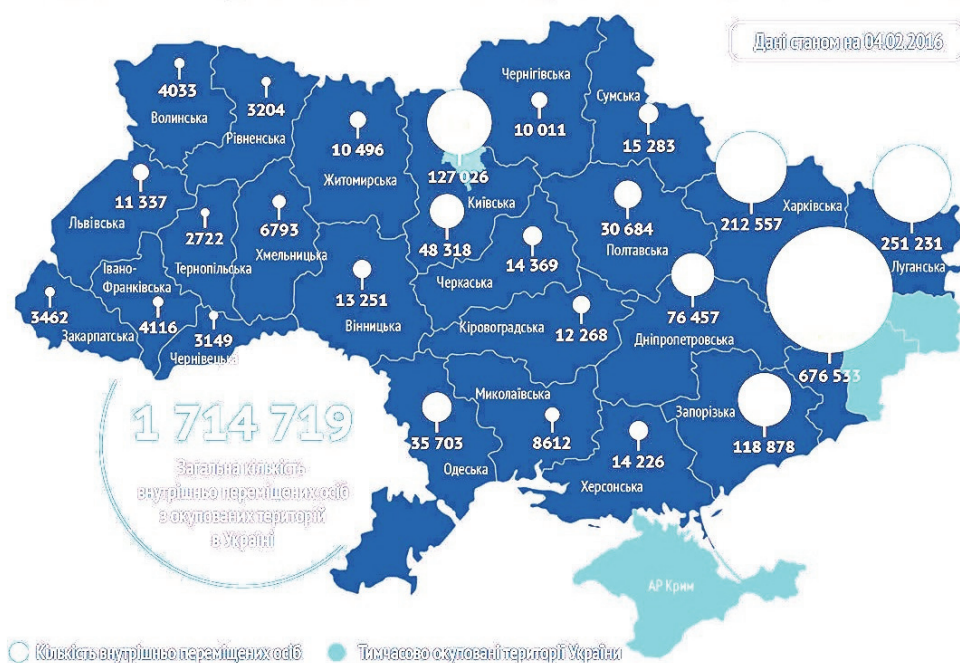 Дані станом на 04.02.2016
4033
Волинська
3204
Рівненська
10 496
Житомирська
127 026
Київська
48 318
Чернігівська
10 011
Сумська
15 283
11 337
Львівська
2722
Тернопільська
6793
Хмельницька
14 369
Черкаська
30 684
Полтавська
212 557
Харківська
251 231
Луганська
3462
Закарпатська
Івано-
Франківська
4116
3149
Чернівецька
13 251
Вінницька
Кіровоградська
12 268
76 457
Дніпропетровська
676 533
35 703
Одеська
Миколаївська
8612
14 226
Херсонська
Запорізька
118 878
1 714 719
Загальна кількість
внутрішньо переміщених осіб
з окупованих територій
в Україні
АР Крим
Кількість внутрішньо переміщених осіб
Тимчасово окуповані території України